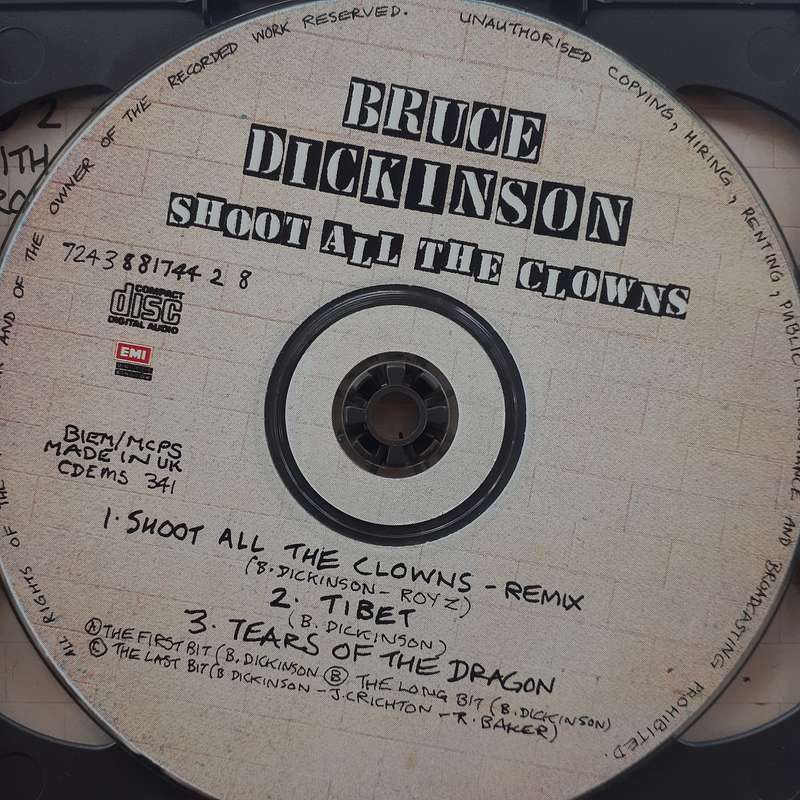 ALL RIGHTS OF THE AND OF THE OWNER OF THE RECORDED WORK RESERVED. UNAUTHORISED COPYING, HIRING, RENTING, PUBLIC PERFORMANCE AND BROADCASTING PROHIBITED.
BRUCE
DICKINSON
SHOOT ALL THE CLOWNS
7243 881744 2 8
COMPACT
disc
DIGITAL AUDIO
EMI
BIEM/MCPS
MADE IN UK
CDEMS 341
1. SHOOT ALL THE CLOWNS - REMIX
(B. DICKINSON - ROY Z)
2. TIBET
(B. DICKINSON)
3. TEARS OF THE DRAGON
Ⓐ THE FIRST BIT (B. DICKINSON Ⓑ THE LONG BIT (B. DICKINSON)
Ⓒ THE LAST BIT (B DICKINSON - J. CRICHTON - R. BAKER)
2
ITH